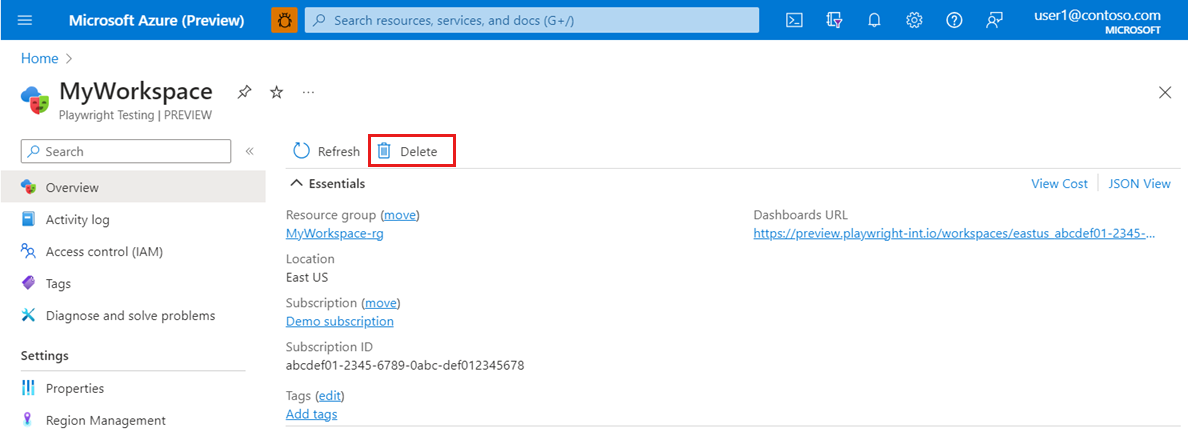 Microsoft Azure (Preview)
Search resources, services, and docs (G+/)
user1@contoso.com
MICROSOFT
Home
MyWorkspace
Playwright Testing | PREVIEW
Search
Refresh
Delete
Overview
Activity log
Access control (IAM)
Tags
Diagnose and solve problems
Settings
Properties
Region Management
Essentials
View Cost
JSON View
Resource group (move)
MyWorkspace-rg
Location
East US
Subscription (move)
Demo subscription
Subscription ID
abcdef01-2345-6789-0abc-def012345678
Tags (edit)
Add tags
Dashboards URL
https://preview.playwright-int.io/workspaces/eastus_abcdef01-2345-...